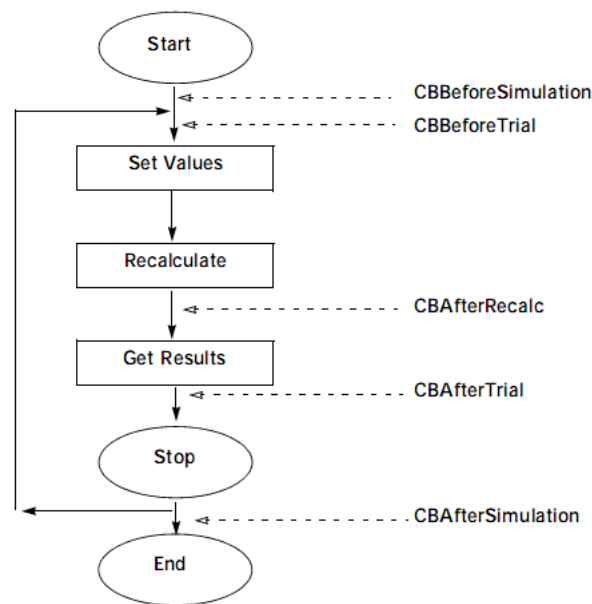 Start
CBBeforeSimulation
CBBeforeTrial
Set Values
Recalculate
CBAfterRecalc
Get Results
CBAfterTrial
Stop
CBAfterSimulation
End